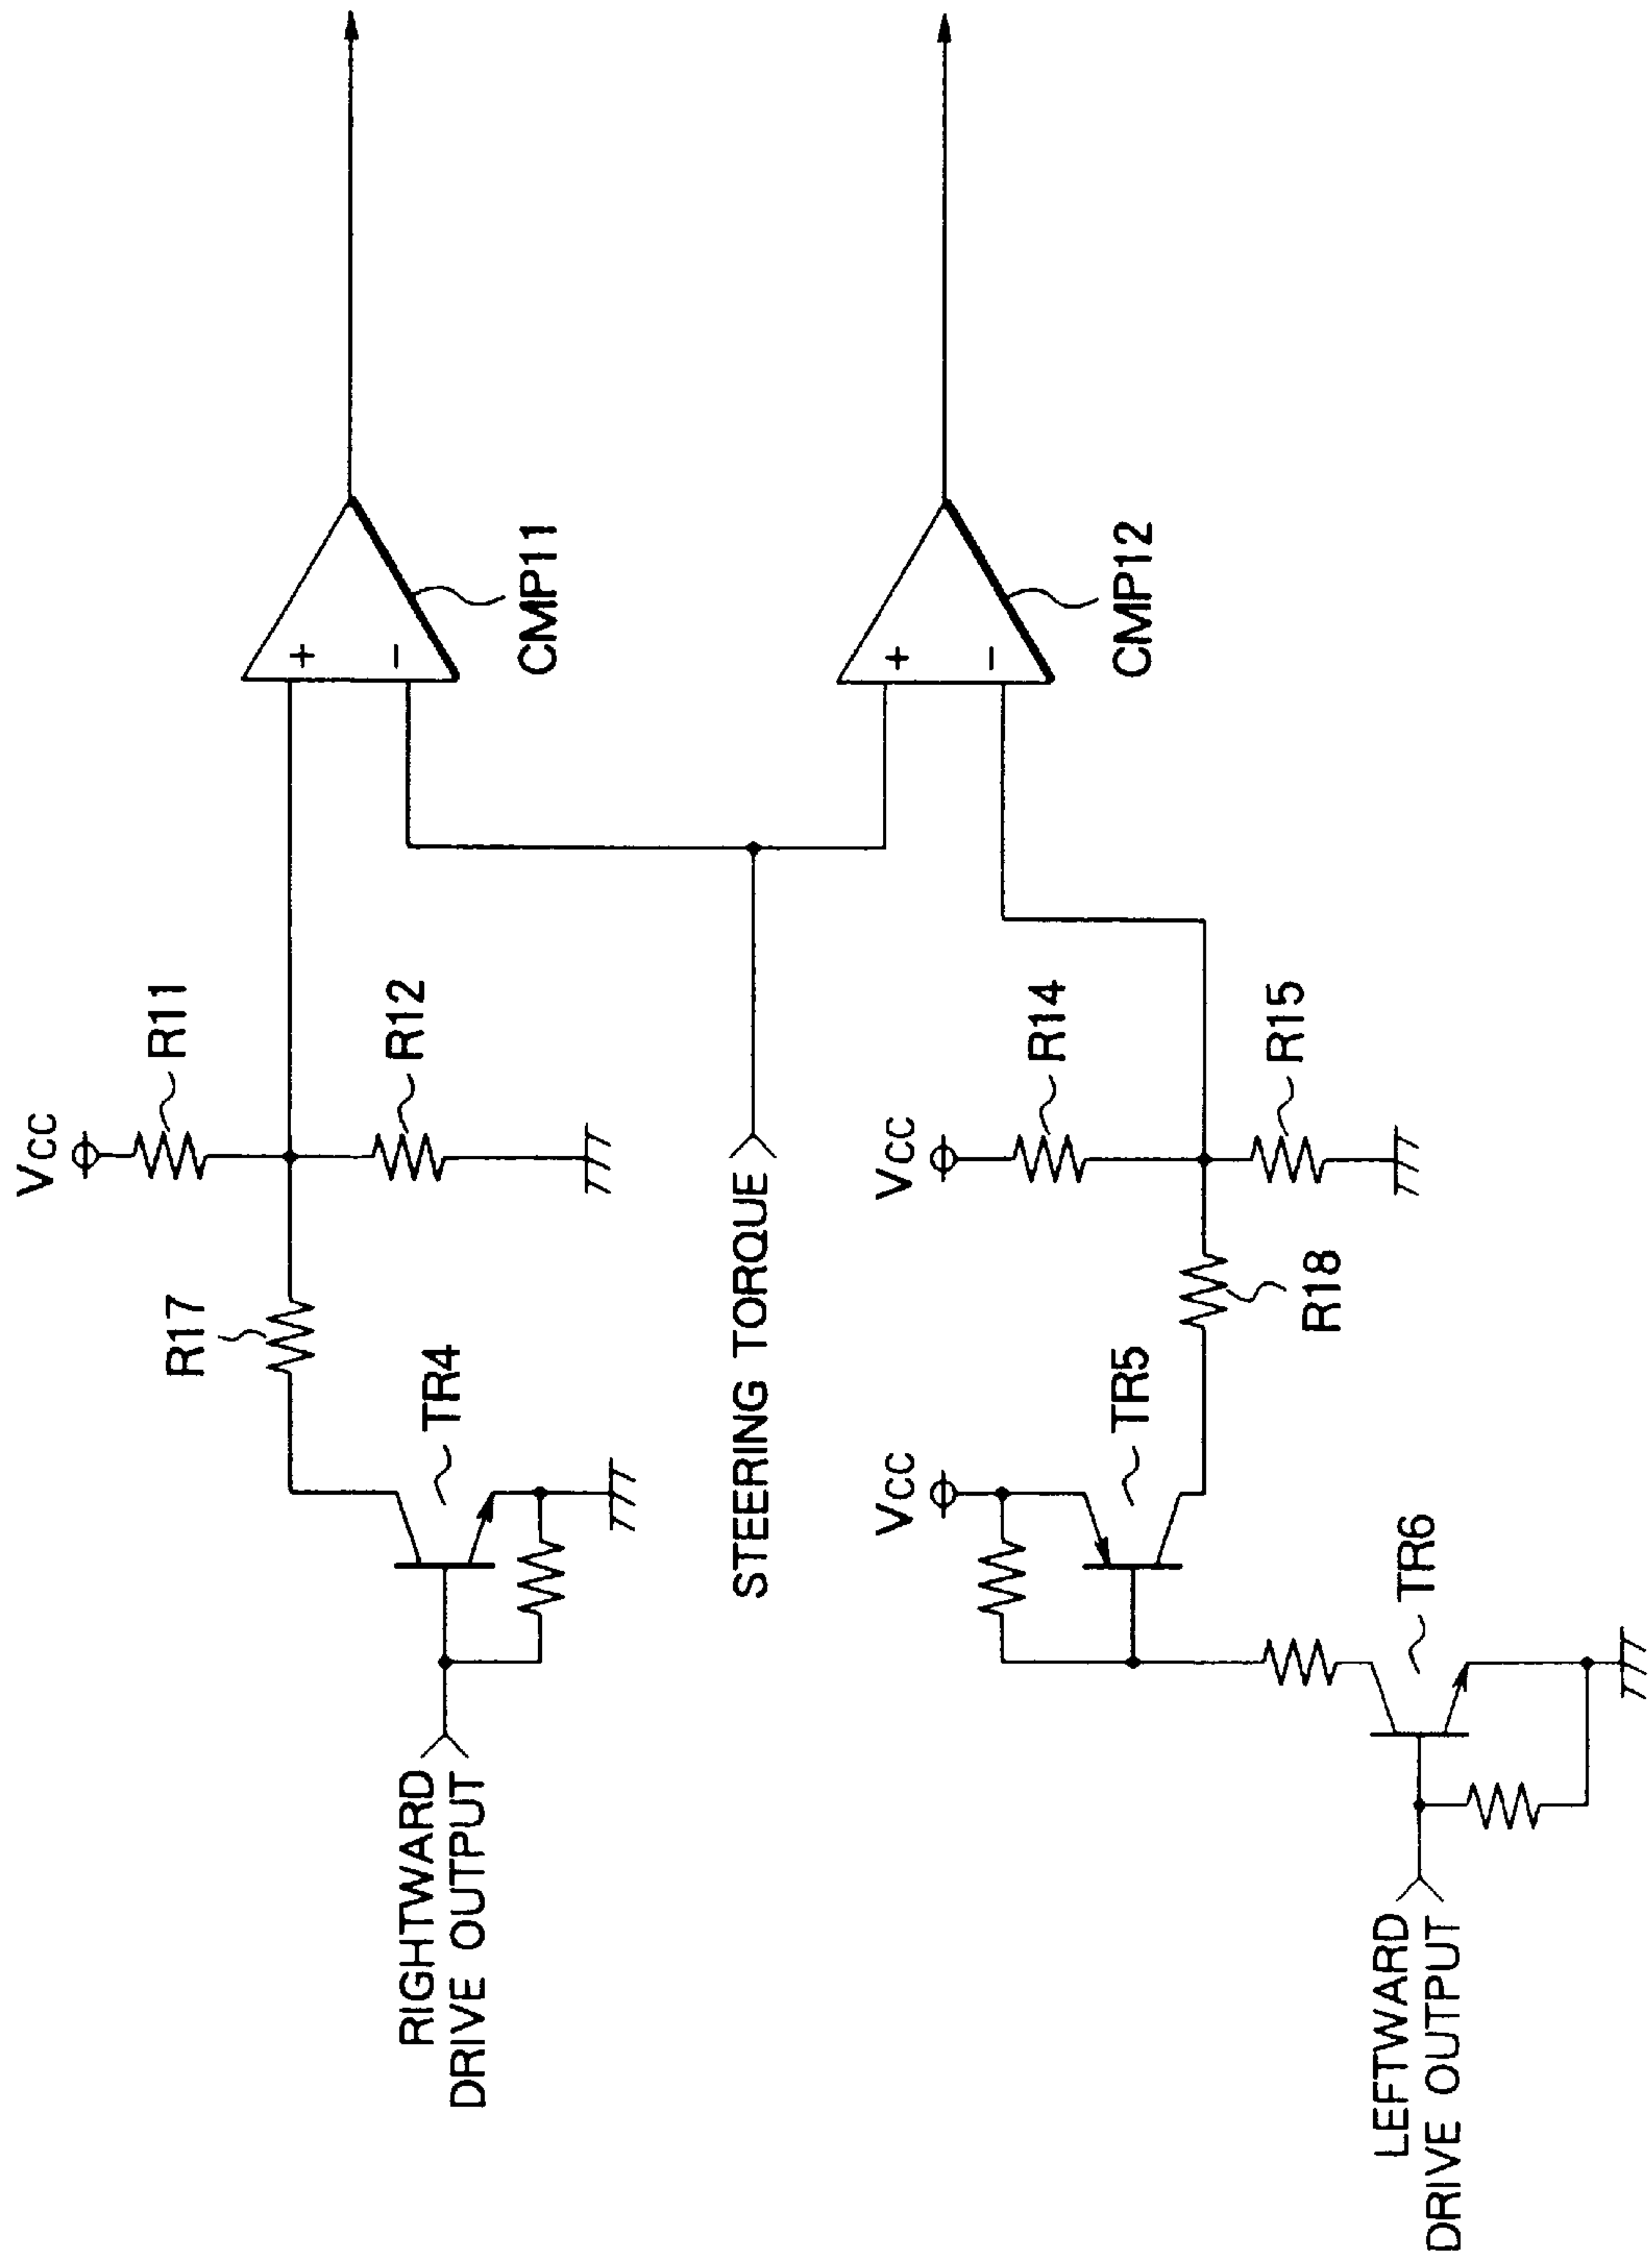 VCC
R11
R12
R17
TR4
RIGHTWARD
DRIVE OUTPUT
+
−
CMP11
STEERING TORQUE
+
−
CMP12
VCC
R14
R15
R18
VCC
TR5
TR6
LEFTWARD
DRIVE OUTPUT